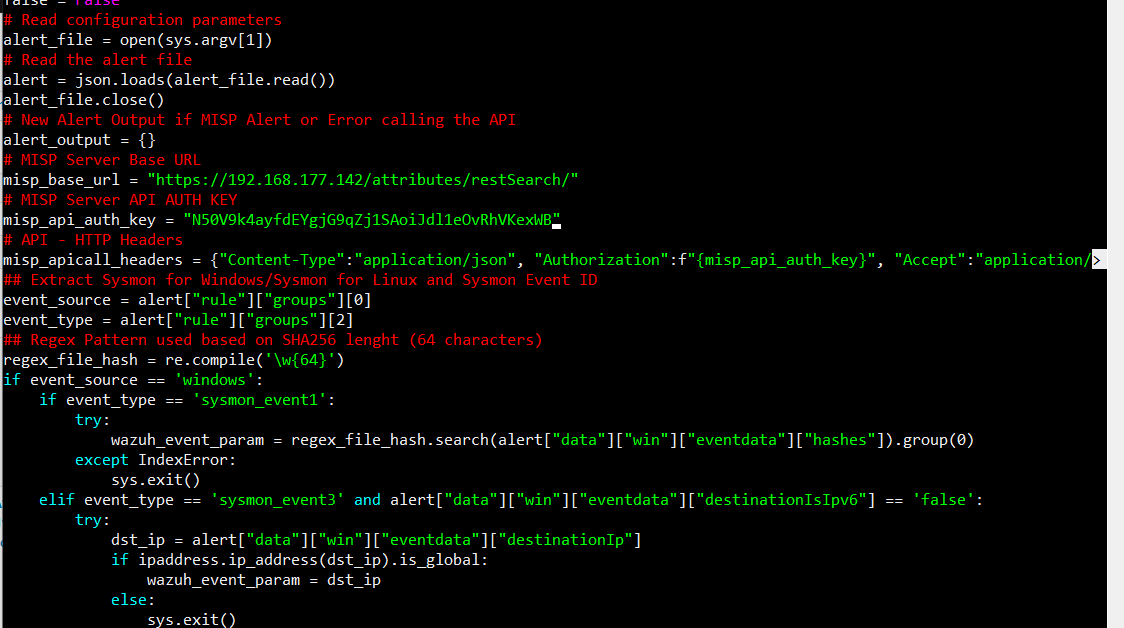 false = False
# Read configuration parameters
alert_file = open(sys.argv[1])
# Read the alert file
alert = json.loads(alert_file.read())
alert_file.close()
# New Alert Output if MISP Alert or Error calling the API
alert_output = {}
# MISP Server Base URL
misp_base_url = "https://192.168.177.142/attributes/restSearch/"
# MISP Server API AUTH KEY
misp_api_auth_key = "N50V9k4ayfdEYgjG9qZj1SAoiJdl1eOvRhVKexWB"
# API - HTTP Headers
misp_apicall_headers = {"Content-Type":"application/json", "Authorization":f"{misp_api_auth_key}", "Accept":"application/>
## Extract Sysmon for Windows/Sysmon for Linux and Sysmon Event ID
event_source = alert["rule"]["groups"][0]
event_type = alert["rule"]["groups"][2]
## Regex Pattern used based on SHA256 lenght (64 characters)
regex_file_hash = re.compile('\w{64}')
if event_source == 'windows':
    if event_type == 'sysmon_event1':
        try:
            wazuh_event_param = regex_file_hash.search(alert["data"]["win"]["eventdata"]["hashes"]).group(0)
        except IndexError:
            sys.exit()
    elif event_type == 'sysmon_event3' and alert["data"]["win"]["eventdata"]["destinationIsIpv6"] == 'false':
        try:
            dst_ip = alert["data"]["win"]["eventdata"]["destinationIp"]
            if ipaddress.ip_address(dst_ip).is_global:
                wazuh_event_param = dst_ip
            else:
                sys.exit()